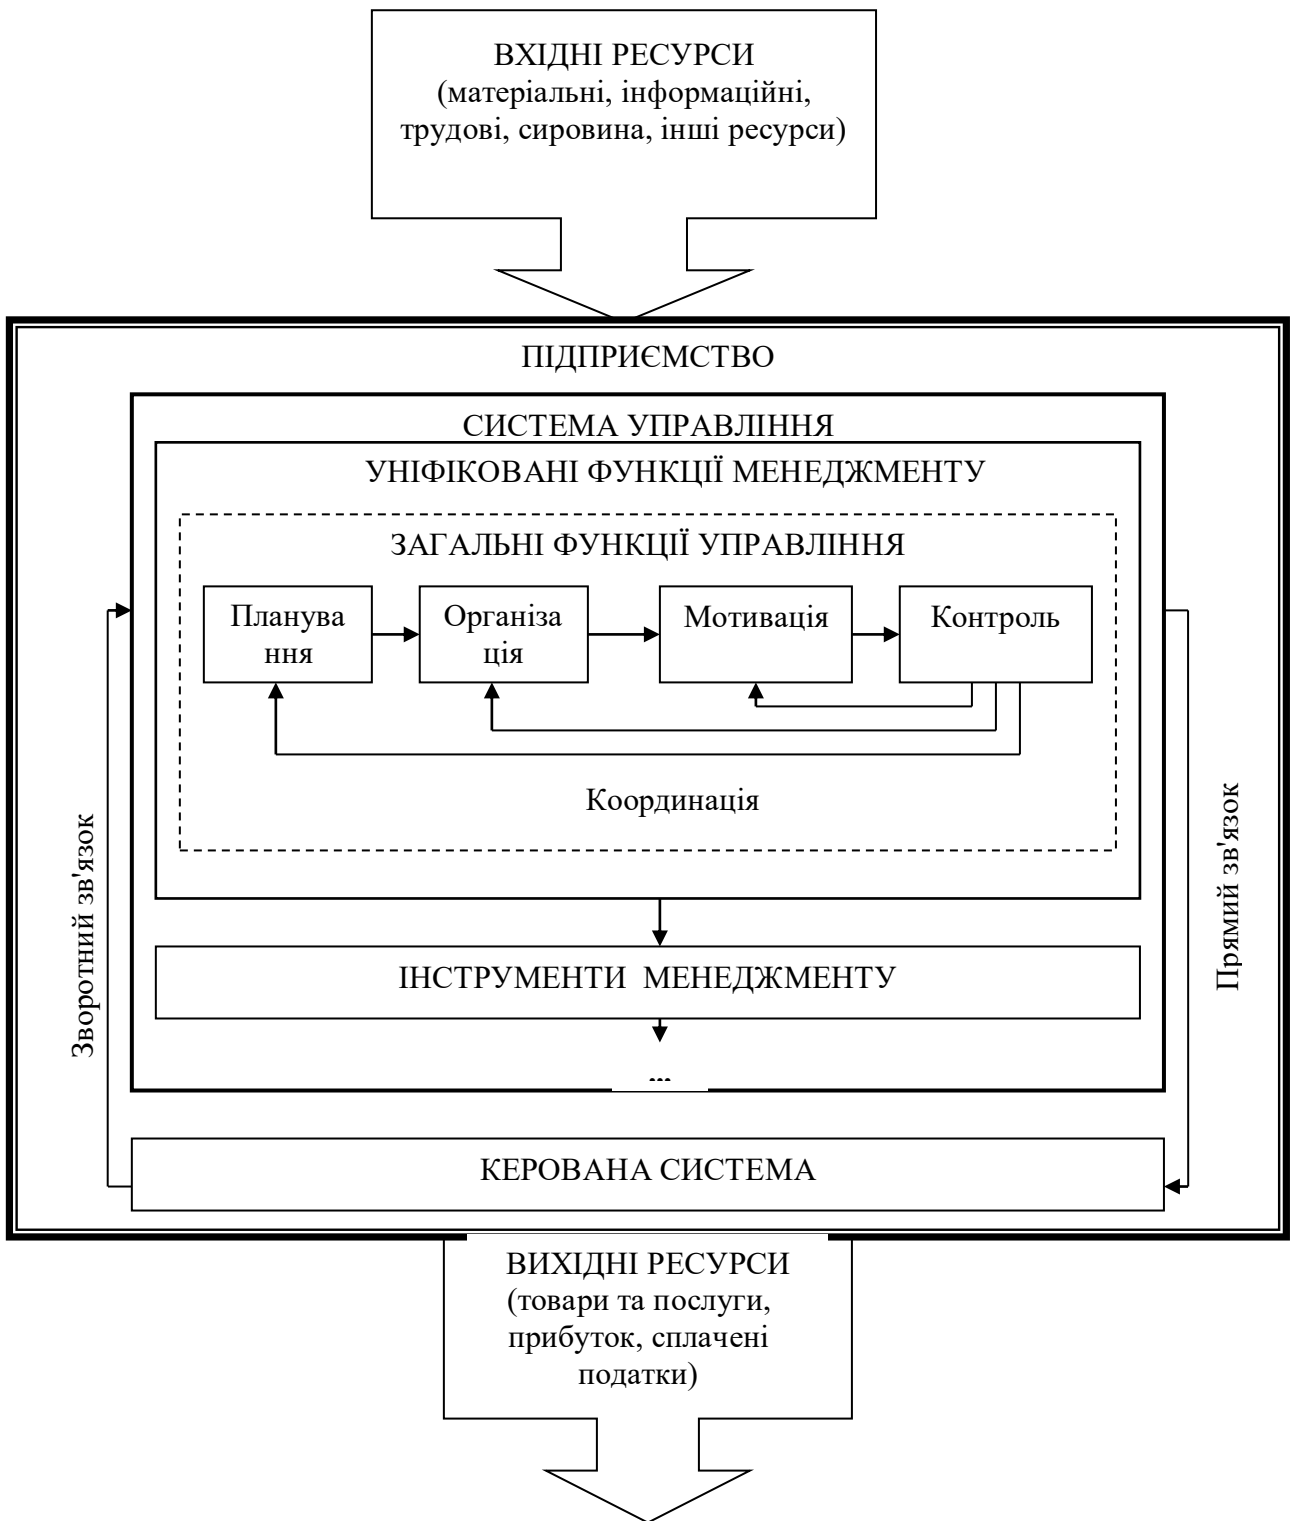 ВХІДНІ РЕСУРСИ
(матеріальні, інформаційні,
трудові, сировина, інші ресурси)
ПІДПРИЄМСТВО
СИСТЕМА УПРАВЛІННЯ
УНІФІКОВАНІ ФУНКЦІЇ МЕНЕДЖМЕНТУ
ЗАГАЛЬНІ ФУНКЦІЇ УПРАВЛІННЯ
Планува
ння
Організа
ція
Мотивація
Контроль
Координація
Зворотний зв'язок
Прямий зв'язок
ІНСТРУМЕНТИ МЕНЕДЖМЕНТУ
...
КЕРОВАНА СИСТЕМА
ВИХІДНІ РЕСУРСИ
(товари та послуги,
прибуток, сплачені
податки)